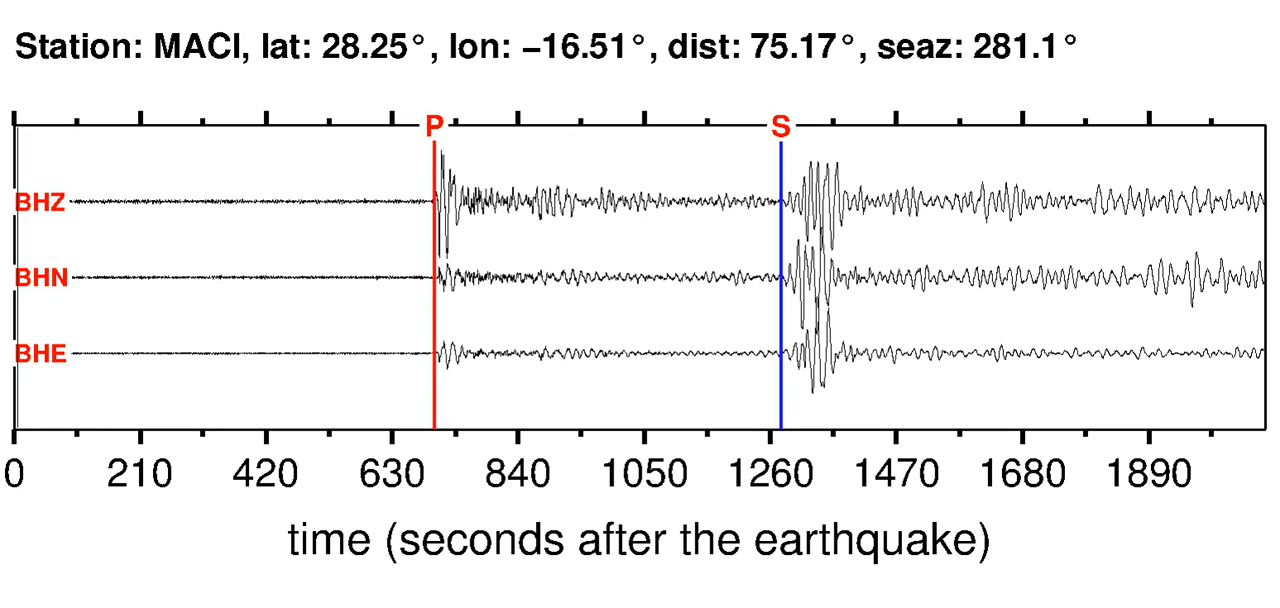 Station: MACI, lat: 28.25°, lon: −16.51°, dist: 75.17°, seaz: 281.1°
P S
BHZ
BHN
BHE
0 210 420 630 840 1050 1260 1470 1680 1890
time (seconds after the earthquake)